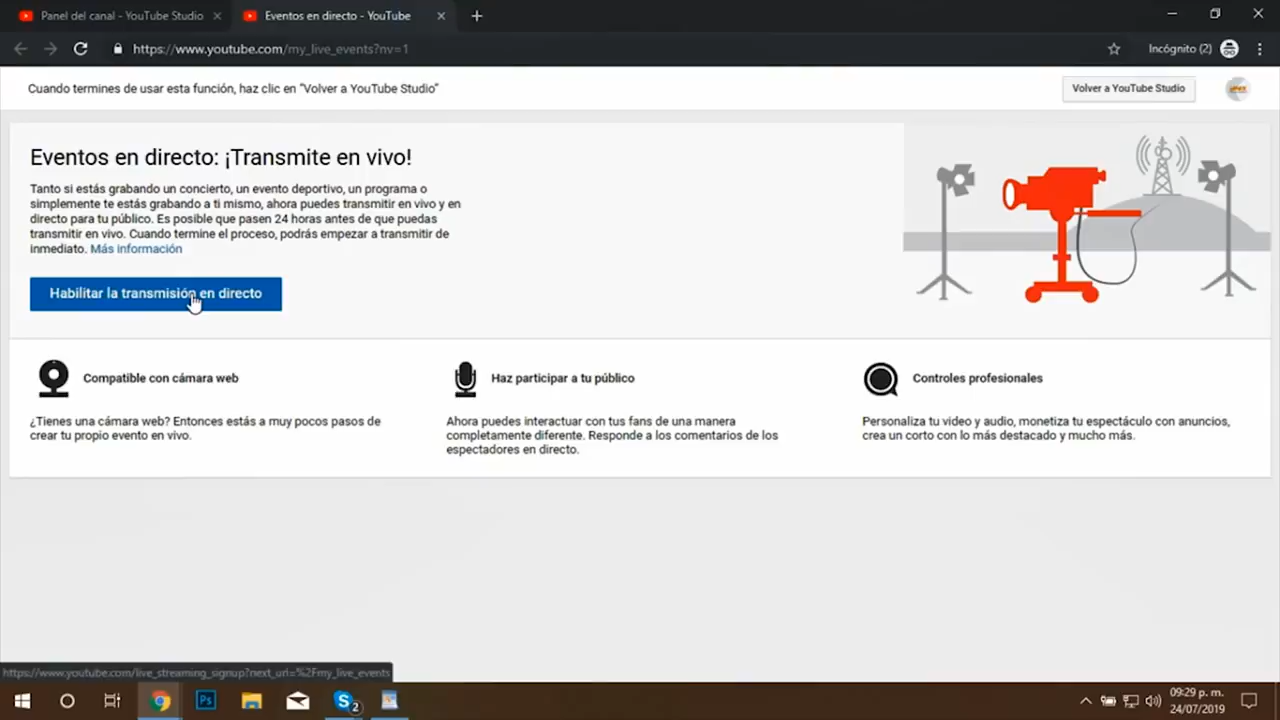 Panel del canal - YouTube Studio
Eventos en directo - YouTube
https://www.youtube.com/my_live_events?nv=1
Incógnito (2)
Cuando termines de usar esta función, haz clic en "Volver a YouTube Studio"
Volver a YouTube Studio
Eventos en directo: ¡Transmite en vivo!
Tanto si estás grabando un concierto, un evento deportivo, un programa o
simplemente te estás grabando a ti mismo, ahora puedes transmitir en vivo y en
directo para tu público. Es posible que pasen 24 horas antes de que puedas
transmitir en vivo. Cuando termine el proceso, podrás empezar a transmitir de
inmediato. Más información
Habilitar la transmisión en directo
Compatible con cámara web
¿Tienes una cámara web? Entonces estás a muy pocos pasos de
crear tu propio evento en vivo.
Haz participar a tu público
Ahora puedes interactuar con tus fans de una manera
completamente diferente. Responde a los comentarios de los
espectadores en directo.
Controles profesionales
Personaliza tu video y audio, monetiza tu espectáculo con anuncios,
crea un corto con lo más destacado y mucho más.
https://www.youtube.com/live_streaming_signup?next_url=%2Fmy_live_events
Ps
S
2
09:29 p. m.
24/07/2019